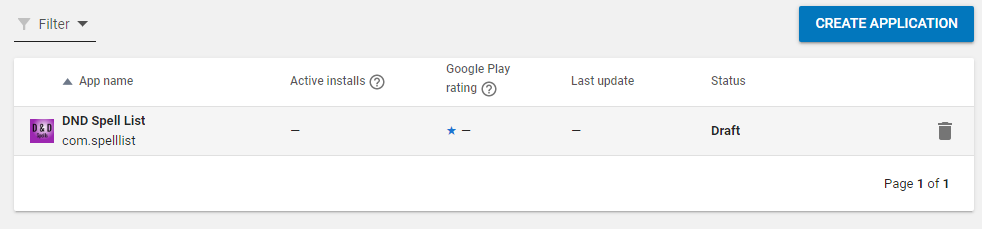 Filter
CREATE APPLICATION
App name
Active installs ?
Google Play
rating ?
Last update
Status
D & D
DND Spell List
com.spelllist
–
–
–
Draft
Page 1 of 1